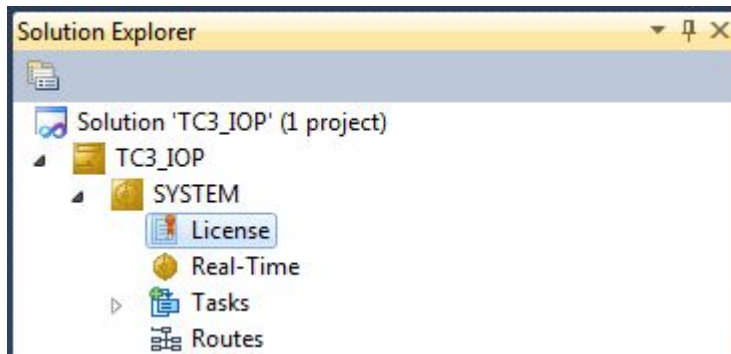 Solution Explorer
Solution 'TC3_IOP' (1 project)
TC3_IOP
SYSTEM
License
Real-Time
Tasks
Routes